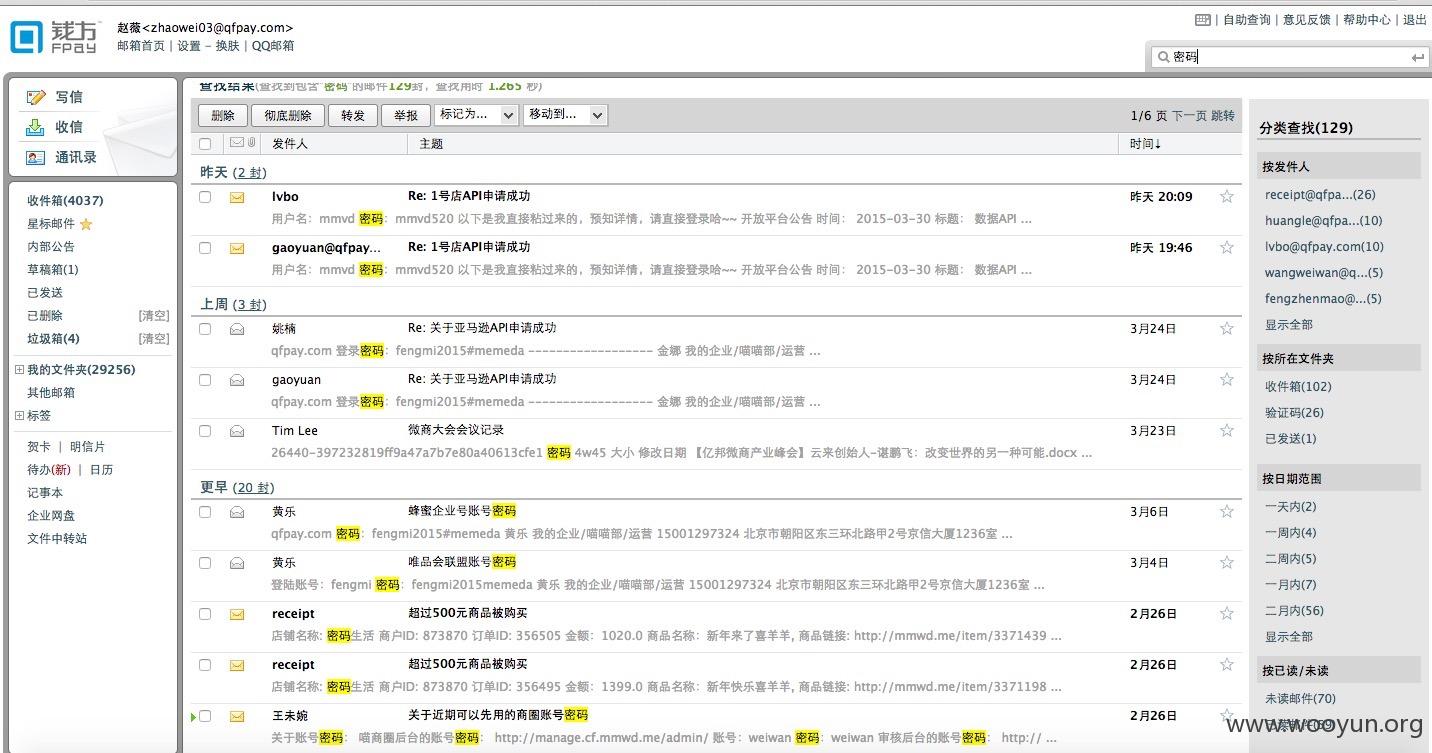 钱方
FPAY
赵薇<zhaowei03@qfpay.com>
邮箱首页 | 设置 - 换肤 | QQ邮箱
自助查询 | 意见反馈 | 帮助中心 | 退出
密码
写信
收信
通讯录
收件箱(4037)
星标邮件
内部公告
草稿箱(1)
已发送
已删除 [清空]
垃圾箱(4) [清空]
我的文件夹(29256)
其他邮箱
标签
贺卡 | 明信片
待办(新) | 日历
记事本
企业网盘
文件中转站
查找结果(查找到包含"密码"的邮件129封，查找用时 1.265 秒)
删除 彻底删除 转发 举报 标记为... 移动到... 1/6 页 下一页 跳转
发件人 主题 时间↓
昨天 (2 封)
lvbo Re: 1号店API申请成功 昨天 20:09
用户名： mmvd 密码： mmvd520 以下是我直接粘过来的，预知详情，请直接登录哈~~ 开放平台公告 时间： 2015-03-30 标题： 数据API ...
gaoyuan@qfpay... Re: 1号店API申请成功 昨天 19:46
用户名： mmvd 密码： mmvd520 以下是我直接粘过来的，预知详情，请直接登录哈~~ 开放平台公告 时间： 2015-03-30 标题： 数据API ...
上周 (3 封)
姚楠 Re: 关于亚马逊API申请成功 3月24日
qfpay.com 登录密码：fengmi2015#memeda ------------------- 金娜 我的企业/喵喵部/运营 ...
gaoyuan Re: 关于亚马逊API申请成功 3月24日
qfpay.com 登录密码：fengmi2015#memeda ------------------- 金娜 我的企业/喵喵部/运营 ...
Tim Lee 微商大会会议记录 3月23日
26440-397232819ff9a47a7b7e80a40613cfe1 密码 4w45 大小 修改日期 【亿邦微商产业峰会】云来创始人-谌鹏飞：改变世界的另一种可能.docx ...
更早 (20 封)
黄乐 蜂蜜企业号账号密码 3月6日
qfpay.com 密码：fengmi2015#memeda 黄乐 我的企业/喵喵部/运营 15001297324 北京市朝阳区东三环北路甲2号京信大厦1236室 ...
黄乐 唯品会联盟账号密码 3月4日
登陆账号：fengmi 密码：fengmi2015memeda 黄乐 我的企业/喵喵部/运营 15001297324 北京市朝阳区东三环北路甲2号京信大厦1236室 ...
receipt 超过500元商品被购买 2月26日
店铺名称: 密码生活 商户ID: 873870 订单ID: 356505 金额：1020.0 商品名称：新年来了喜羊羊, 商品链接: http://mmwd.me/item/3371439 ...
receipt 超过500元商品被购买 2月26日
店铺名称: 密码生活 商户ID: 873870 订单ID: 356495 金额：1399.0 商品名称：新年快乐喜羊羊, 商品链接: http://mmwd.me/item/3371198 ...
王未婉 关于近期可以先用的商圈账号密码 2月26日
关于账号密码： 喵商圈后台的账号密码： http://manage.cf.mmwd.me/admin/ 账号：weiwan 密码：weiwan 审核后台的账号密码： http:// ...
分类查找(129)
按发件人
receipt@qfpa...(26)
huangle@qfpa...(10)
lvbo@qfpay.com(10)
wangweiwan@q...(5)
fengzhenmao@...(5)
显示全部
按所在文件夹
收件箱(102)
验证码(26)
已发送(1)
按日期范围
一天内(2)
一周内(4)
二周内(5)
一月内(7)
二月内(56)
显示全部
按已读/未读
未读邮件(70)
已读邮件(59)
www.wooyun.org